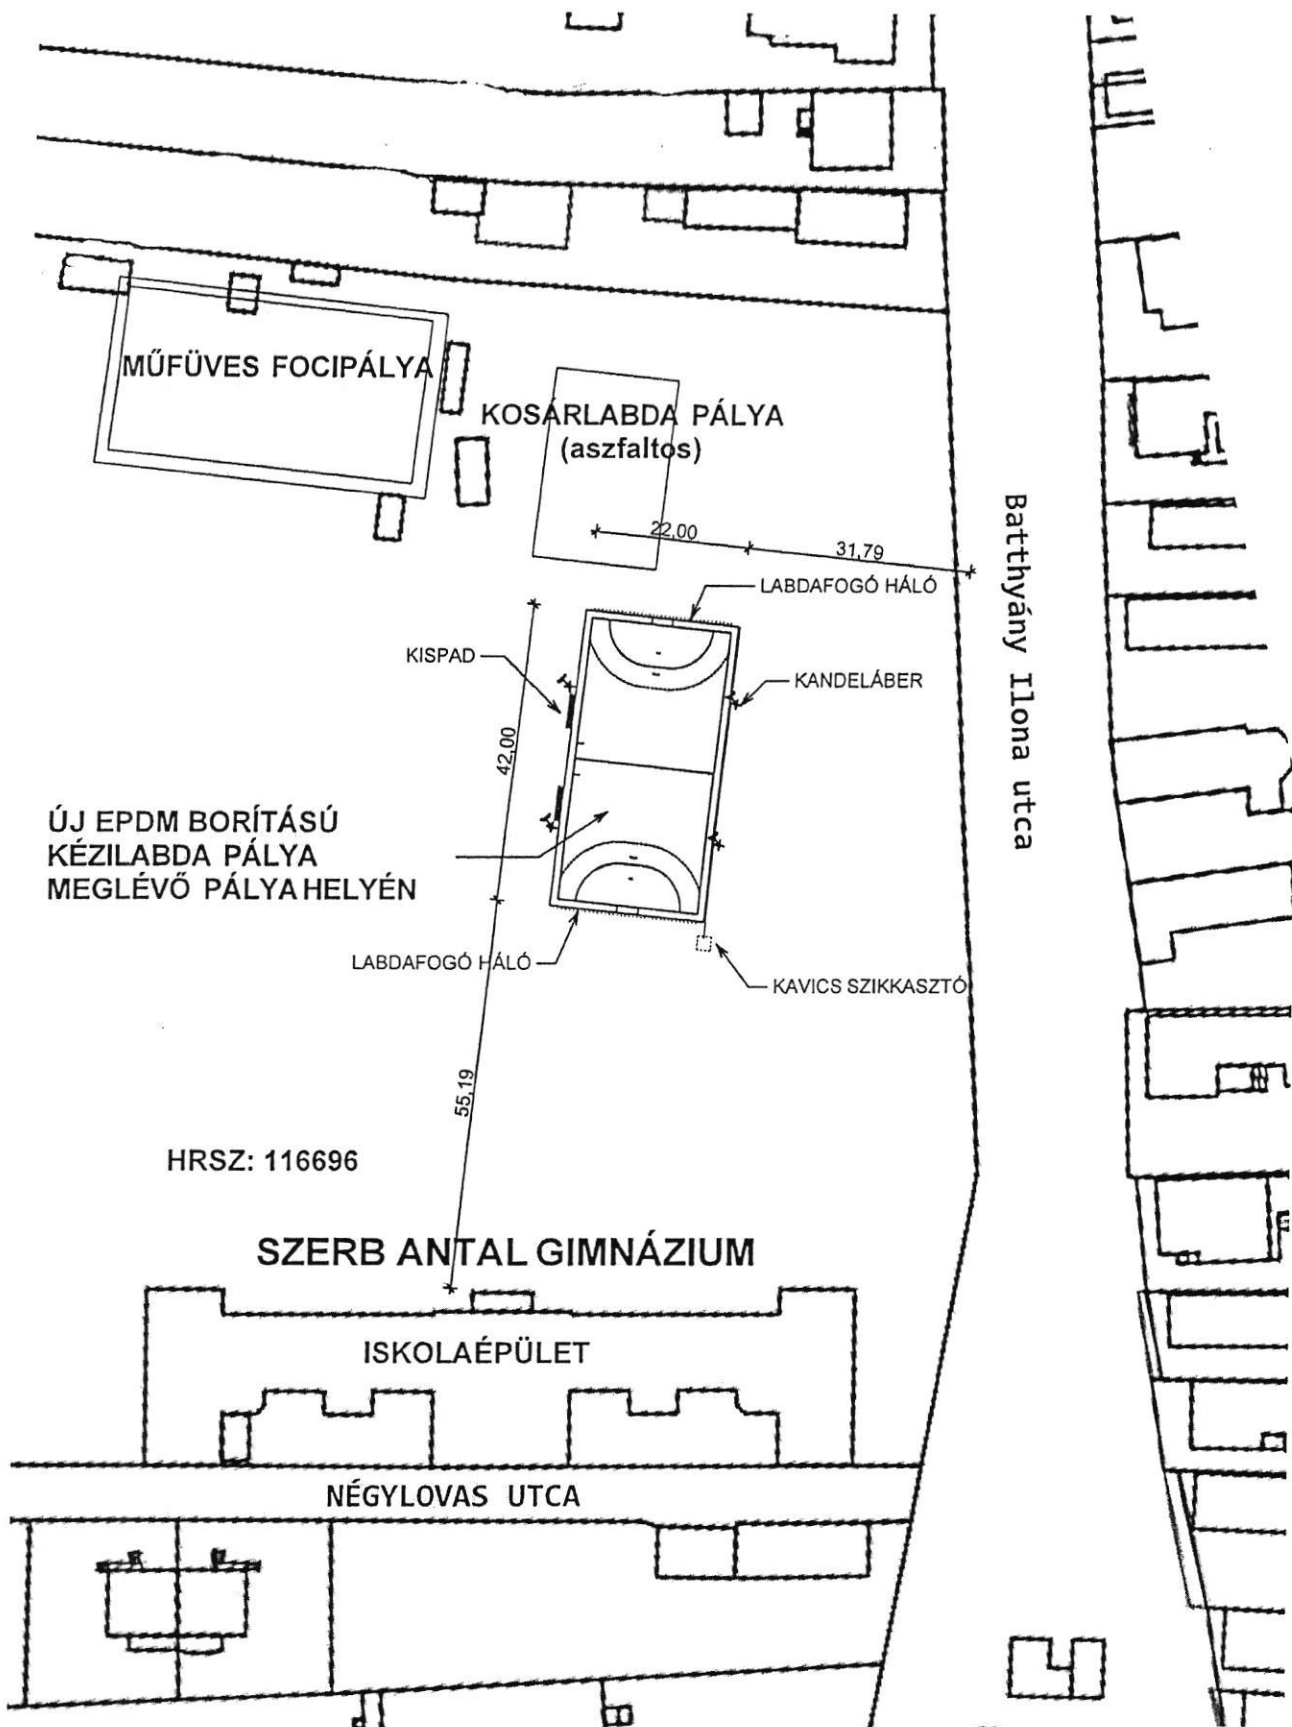 MŰFÜVES FOCIPÁLYA
KOSÁRLABDA PÁLYA
(aszfaltos)
22,00
31,79
LABDAFOGÓ HÁLÓ
KISPAD
KANDELÁBER
Batthyány Ilona utca
42,00
ÚJ EPDM BORÍTÁSÚ
KÉZILABDA PÁLYA
MEGLÉVŐ PÁLYA HELYÉN
LABDAFOGÓ HÁLÓ
KAVICS SZIKKASZTÓ
55,19
HRSZ: 116696
SZERB ANTAL GIMNÁZIUM
ISKOLAÉPÜLET
NÉGYLOVAS UTCA